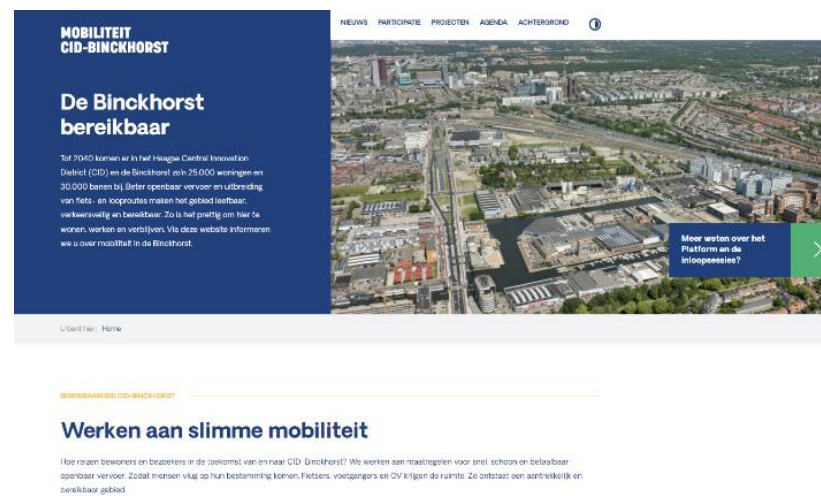 MOBILITEIT
CID-BINCKHORST
NIEUWS PARTICIPATIE PROJECTEN AGENDA ACHTERGROND
De Binckhorst
bereikbaar
Tot 2040 komen er in het Haagse Central Innovation
District (CID) en de Binckhorst zo'n 25.000 woningen en
30.000 banen bij. Beter openbaar vervoer en uitbreiding
van fiets- en looproutes maken het gebied leefbaar,
verkeersveilig en bereikbaar. Zo is het prettig om hier te
wonen, werken en verblijven. Via deze website informeren
we u over mobiliteit in de Binckhorst.
Meer weten over het
Platform en de
inloopsessies?
U bent hier: Home
BEREIKBAARHEID CID-BINCKHORST
Werken aan slimme mobiliteit
Hoe reizen bewoners en bezoekers in de toekomst van en naar CID Binckhorst? We werken aan maatregelen voor snel, schoon en betaalbaar
openbaar vervoer. Zodat mensen vlug op hun bestemming komen. Fietsers, voetgangers en OV krijgen de ruimte. Zo ontstaat een aantrekkelijk en
bereikbaar gebied.